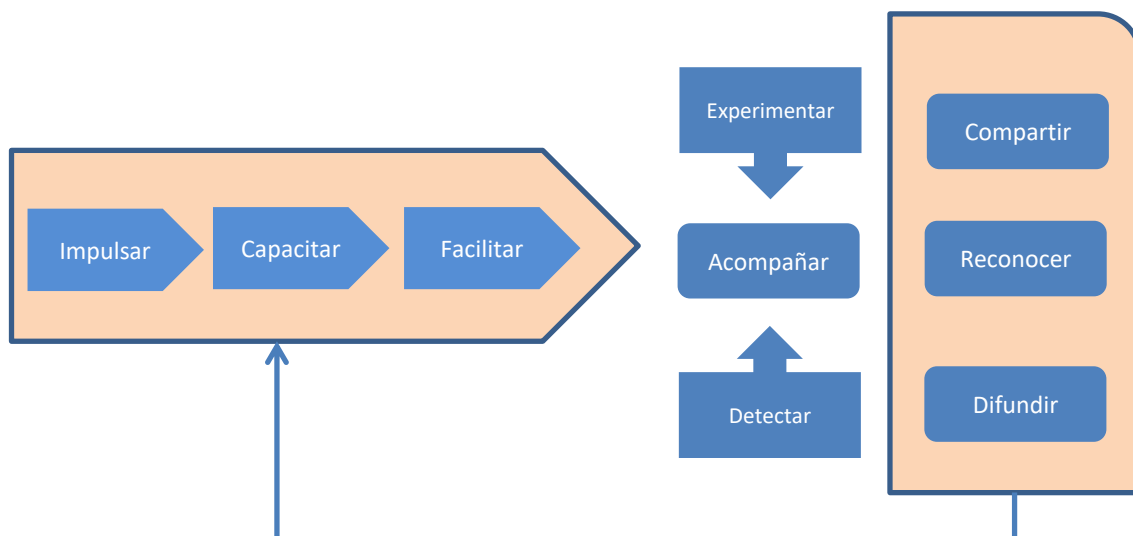 Impulsar
Capacitar
Facilitar
Experimentar
Acompañar
Detectar
Compartir
Reconocer
Difundir